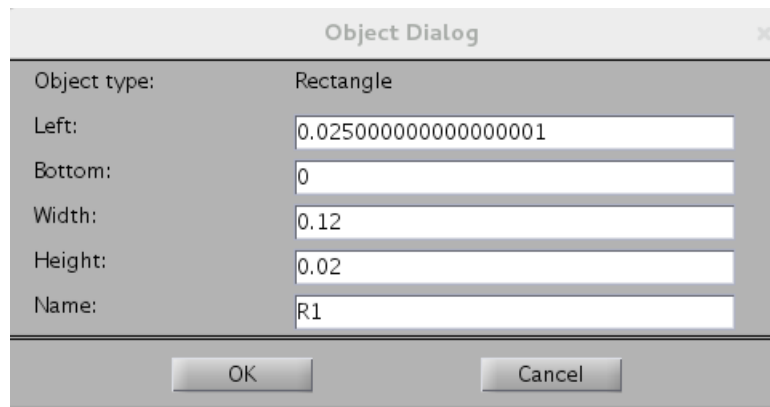 Object Dialog
Object type: Rectangle
Left: 0.025000000000000001
Bottom: 0
Width: 0.12
Height: 0.02
Name: R1
OK Cancel